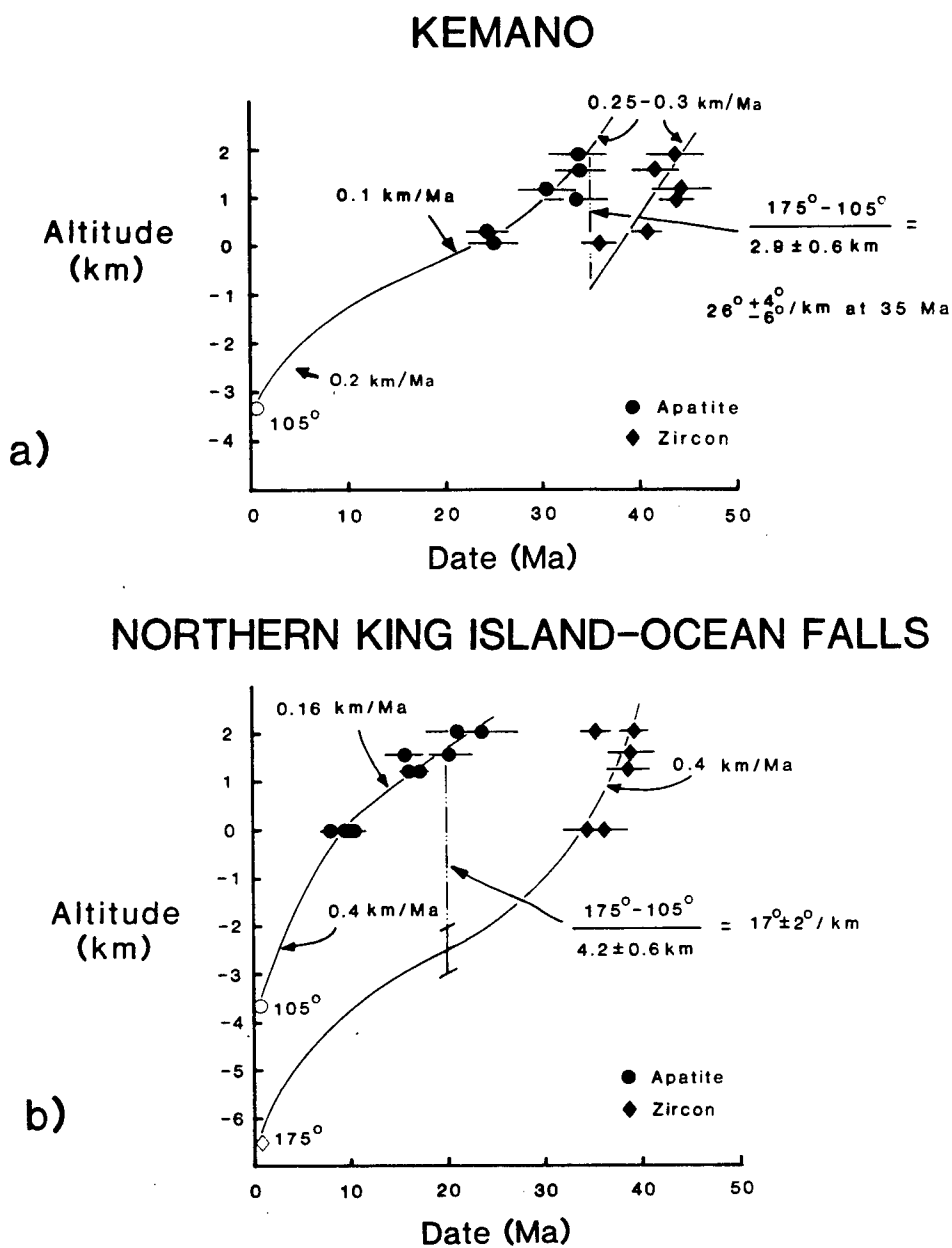 KEMANO
0.25-0.3 km/Ma
2
1
0
-1
-2
-3
-4
Altitude
(km)
0.1 km/Ma
175° - 105°
2.9 ± 0.6 km
=
26° +4° -6° /km at 35 Ma
0.2 km/Ma
105°
● Apatite
◆ Zircon
a)
0 10 20 30 40 50
Date (Ma)
NORTHERN KING ISLAND-OCEAN FALLS
0.16 km/Ma
2
1
0
-1
-2
-3
-4
-5
-6
Altitude
(km)
0.4 km/Ma
0.4 km/Ma
175° - 105°
4.2 ± 0.6 km
= 17° ± 2° / km
105°
175°
● Apatite
◆ Zircon
b)
0 10 20 30 40 50
Date (Ma)